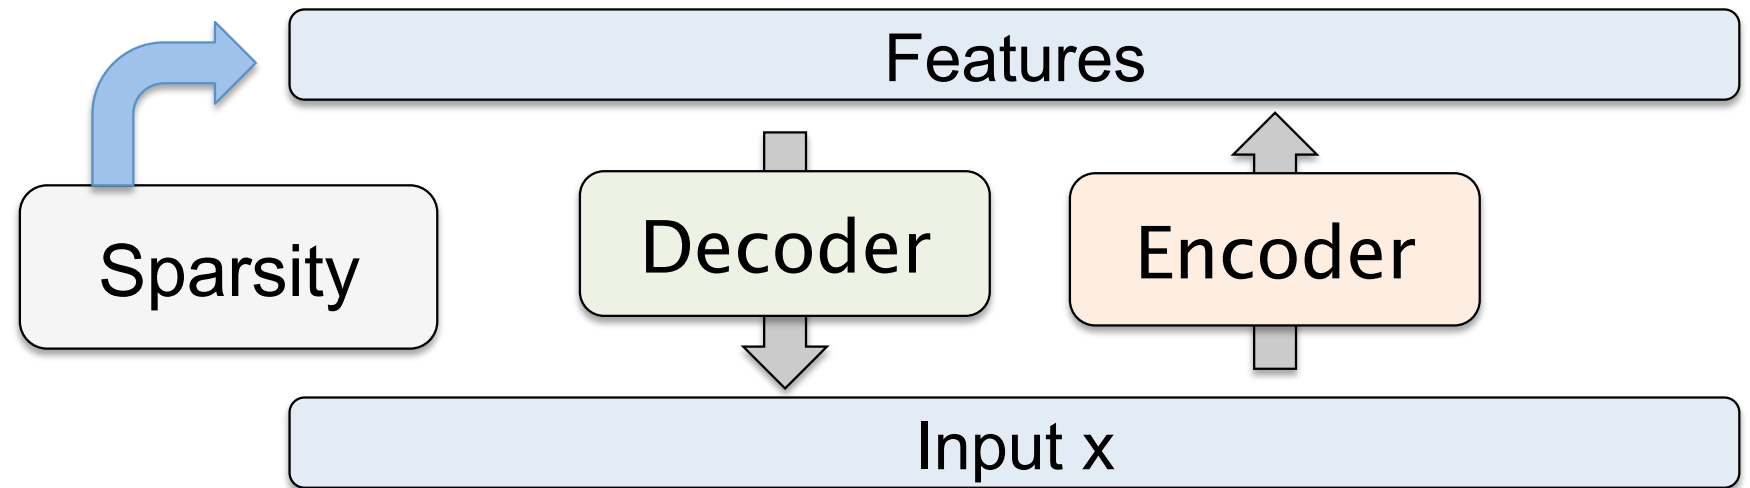 Features
Sparsity
Decoder
Encoder
Input x